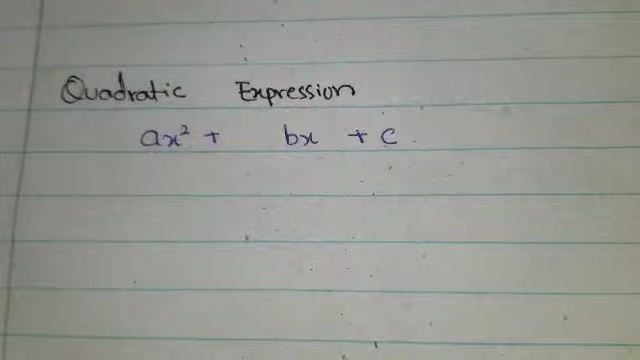 Quadratic Expression
ax² + bx + c